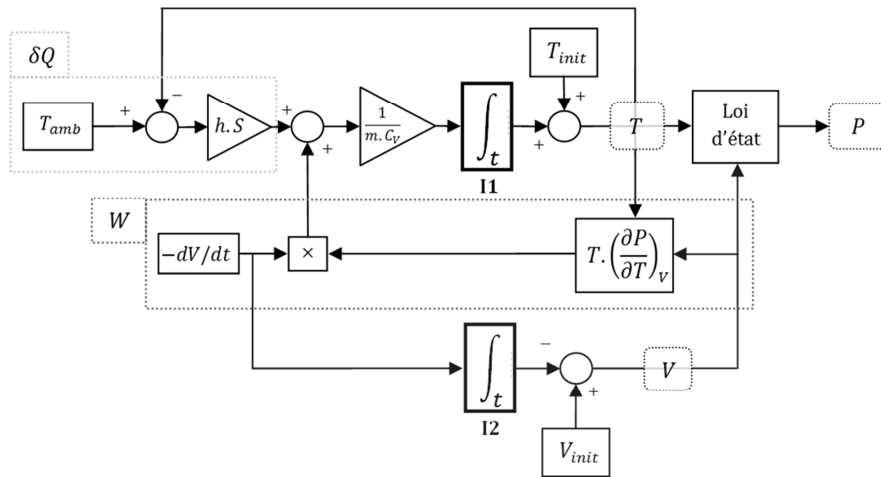 δQ
T_amb
+
−
h.S
+
+
1/(m.C_V)
∫_t
I1
T_init
+
+
T
Loi
d'état
P
W
−dV/dt
×
T.(∂P/∂T)_V
∫_t
I2
−
+
V
V_init